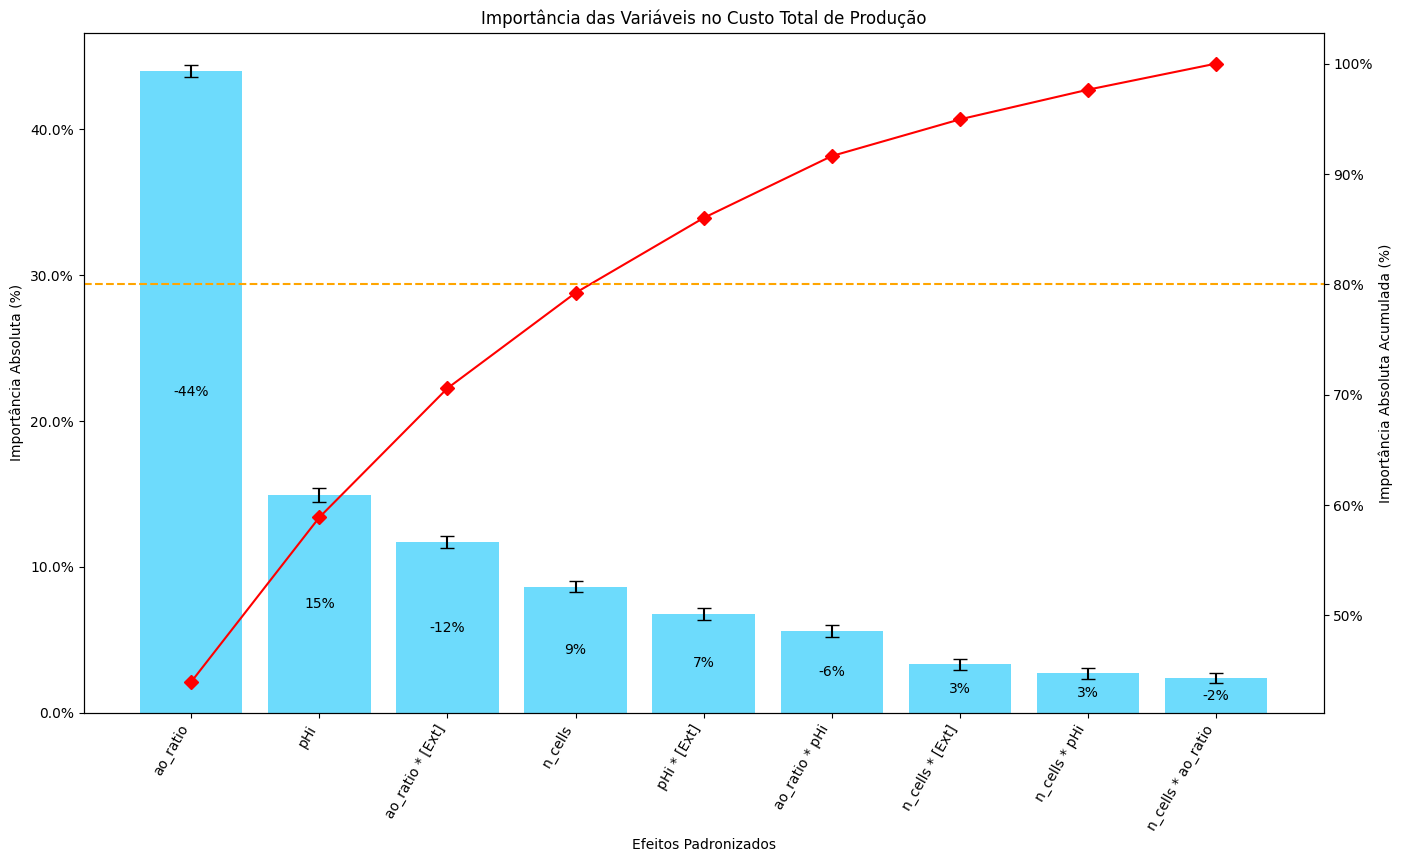 Importância das Variáveis no Custo Total de Produção
Importância Absoluta (%)
40.0%
30.0%
20.0%
10.0%
0.0%
-44%
15%
-12%
9%
7%
-6%
3%
3%
-2%
100%
90%
80%
70%
60%
50%
Importância Absoluta Acumulada (%)
ao_ratio
pHi
ao_ratio * [Ext]
n_cells
pHi * [Ext]
ao_ratio * pHi
n_cells * [Ext]
n_cells * pHi
n_cells * ao_ratio
Efeitos Padronizados